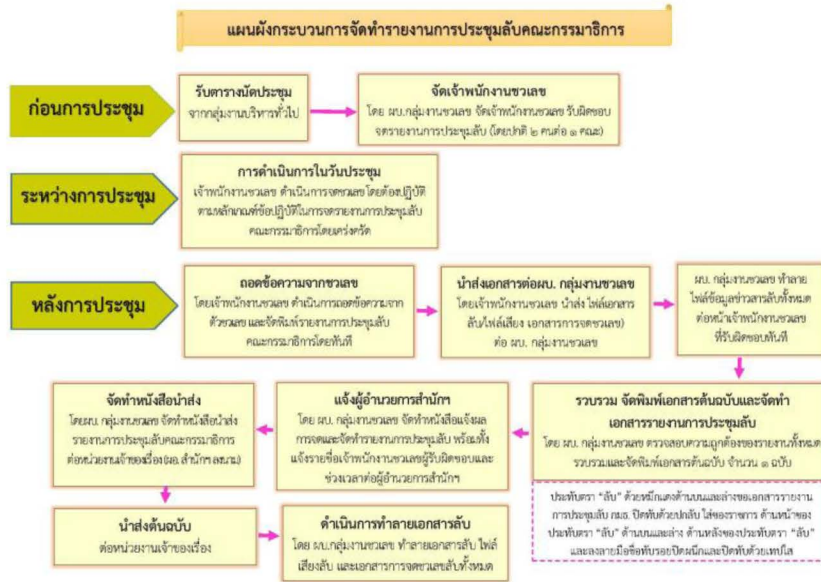 แผนผังกระบวนการจัดทำรายงานการประชุมลับคณะกรรมาธิการ
ก่อนการประชุม
รับตารางนัดประชุม
จากกลุ่มงานบริหารทั่วไป
จัดเจ้าพนักงานชวเลข
โดย ผบ.กลุ่มงานชวเลข จัดเจ้าพนักงานชวเลข รับผิดชอบ
จดรายงานการประชุมลับ (โดยปกติ ๒ คนต่อ ๑ คณะ)
ระหว่างการประชุม
การดำเนินการในวันประชุม
เจ้าพนักงานชวเลข ดำเนินการจดชวเลข โดยต้องปฏิบัติ
ตามหลักเกณฑ์ข้อปฏิบัติในการจดรายงานการประชุมลับ
คณะกรรมาธิการโดยเคร่งครัด
หลังการประชุม
ถอดข้อความจากชวเลข
โดยเจ้าพนักงานชวเลข ดำเนินการถอดข้อความจาก
ตัวชวเลข และจัดพิมพ์รายงานการประชุมลับ
คณะกรรมาธิการโดยทันที
นำส่งเอกสารต่อผบ. กลุ่มงานชวเลข
โดยเจ้าพนักงานชวเลข นำส่ง ไฟล์เอกสาร
ลับ/ไฟล์เสียง เอกสารการจดชวเลข)
ต่อ ผบ. กลุ่มงานชวเลข
ผบ. กลุ่มงานชวเลข ทำลาย
ไฟล์ข้อมูลข่าวสารลับทั้งหมด
ต่อหน้าเจ้าพนักงานชวเลข
ที่รับผิดชอบทันที
จัดทำหนังสือนำส่ง
โดยผบ. กลุ่มงานชวเลข จัดทำหนังสือนำส่ง
รายงานการประชุมลับคณะกรรมาธิการ
ต่อหน่วยงานเจ้าของเรื่อง(ผอ. สำนักฯ ลงนาม)
แจ้งผู้อำนวยการสำนักฯ
โดย ผบ. กลุ่มงานชวเลข จัดทำหนังสือแจ้งผล
การจดและจัดทำรายงานการประชุมลับ พร้อมทั้ง
แจ้งรายชื่อเจ้าพนักงานชวเลขผู้รับผิดชอบและ
ช่วงเวลาต่อผู้อำนวยการสำนักฯ
รวบรวม จัดพิมพ์เอกสารต้นฉบับและจัดทำ
เอกสารรายงานการประชุมลับ
โดย ผบ. กลุ่มงานชวเลข ตรวจสอบความถูกต้องของรายงานทั้งหมด
รวบรวมและจัดพิมพ์เอกสารต้นฉบับ จำนวน ๑ ฉบับ
ประทับตรา “ลับ” ด้วยหมึกแดงด้านบนและล่างของเอกสารรายงาน
การประชุมลับ กมธ. ปิดทับด้วยปกลับ ใส่ซองราชการ ด้านหน้าซอง
ประทับตรา “ลับ” ด้านบนและล่าง ด้านหลังซองประทับตรา “ลับ”
และลงลายมือชื่อทับรอยปิดผนึกและปิดทับด้วยเทปใส
นำส่งต้นฉบับ
ต่อหน่วยงานเจ้าของเรื่อง
ดำเนินการทำลายเอกสารลับ
โดย ผบ.กลุ่มงานชวเลข ทำลายเอกสารลับ ไฟล์
เสียงลับ และเอกสารการจดชวเลขลับทั้งหมด